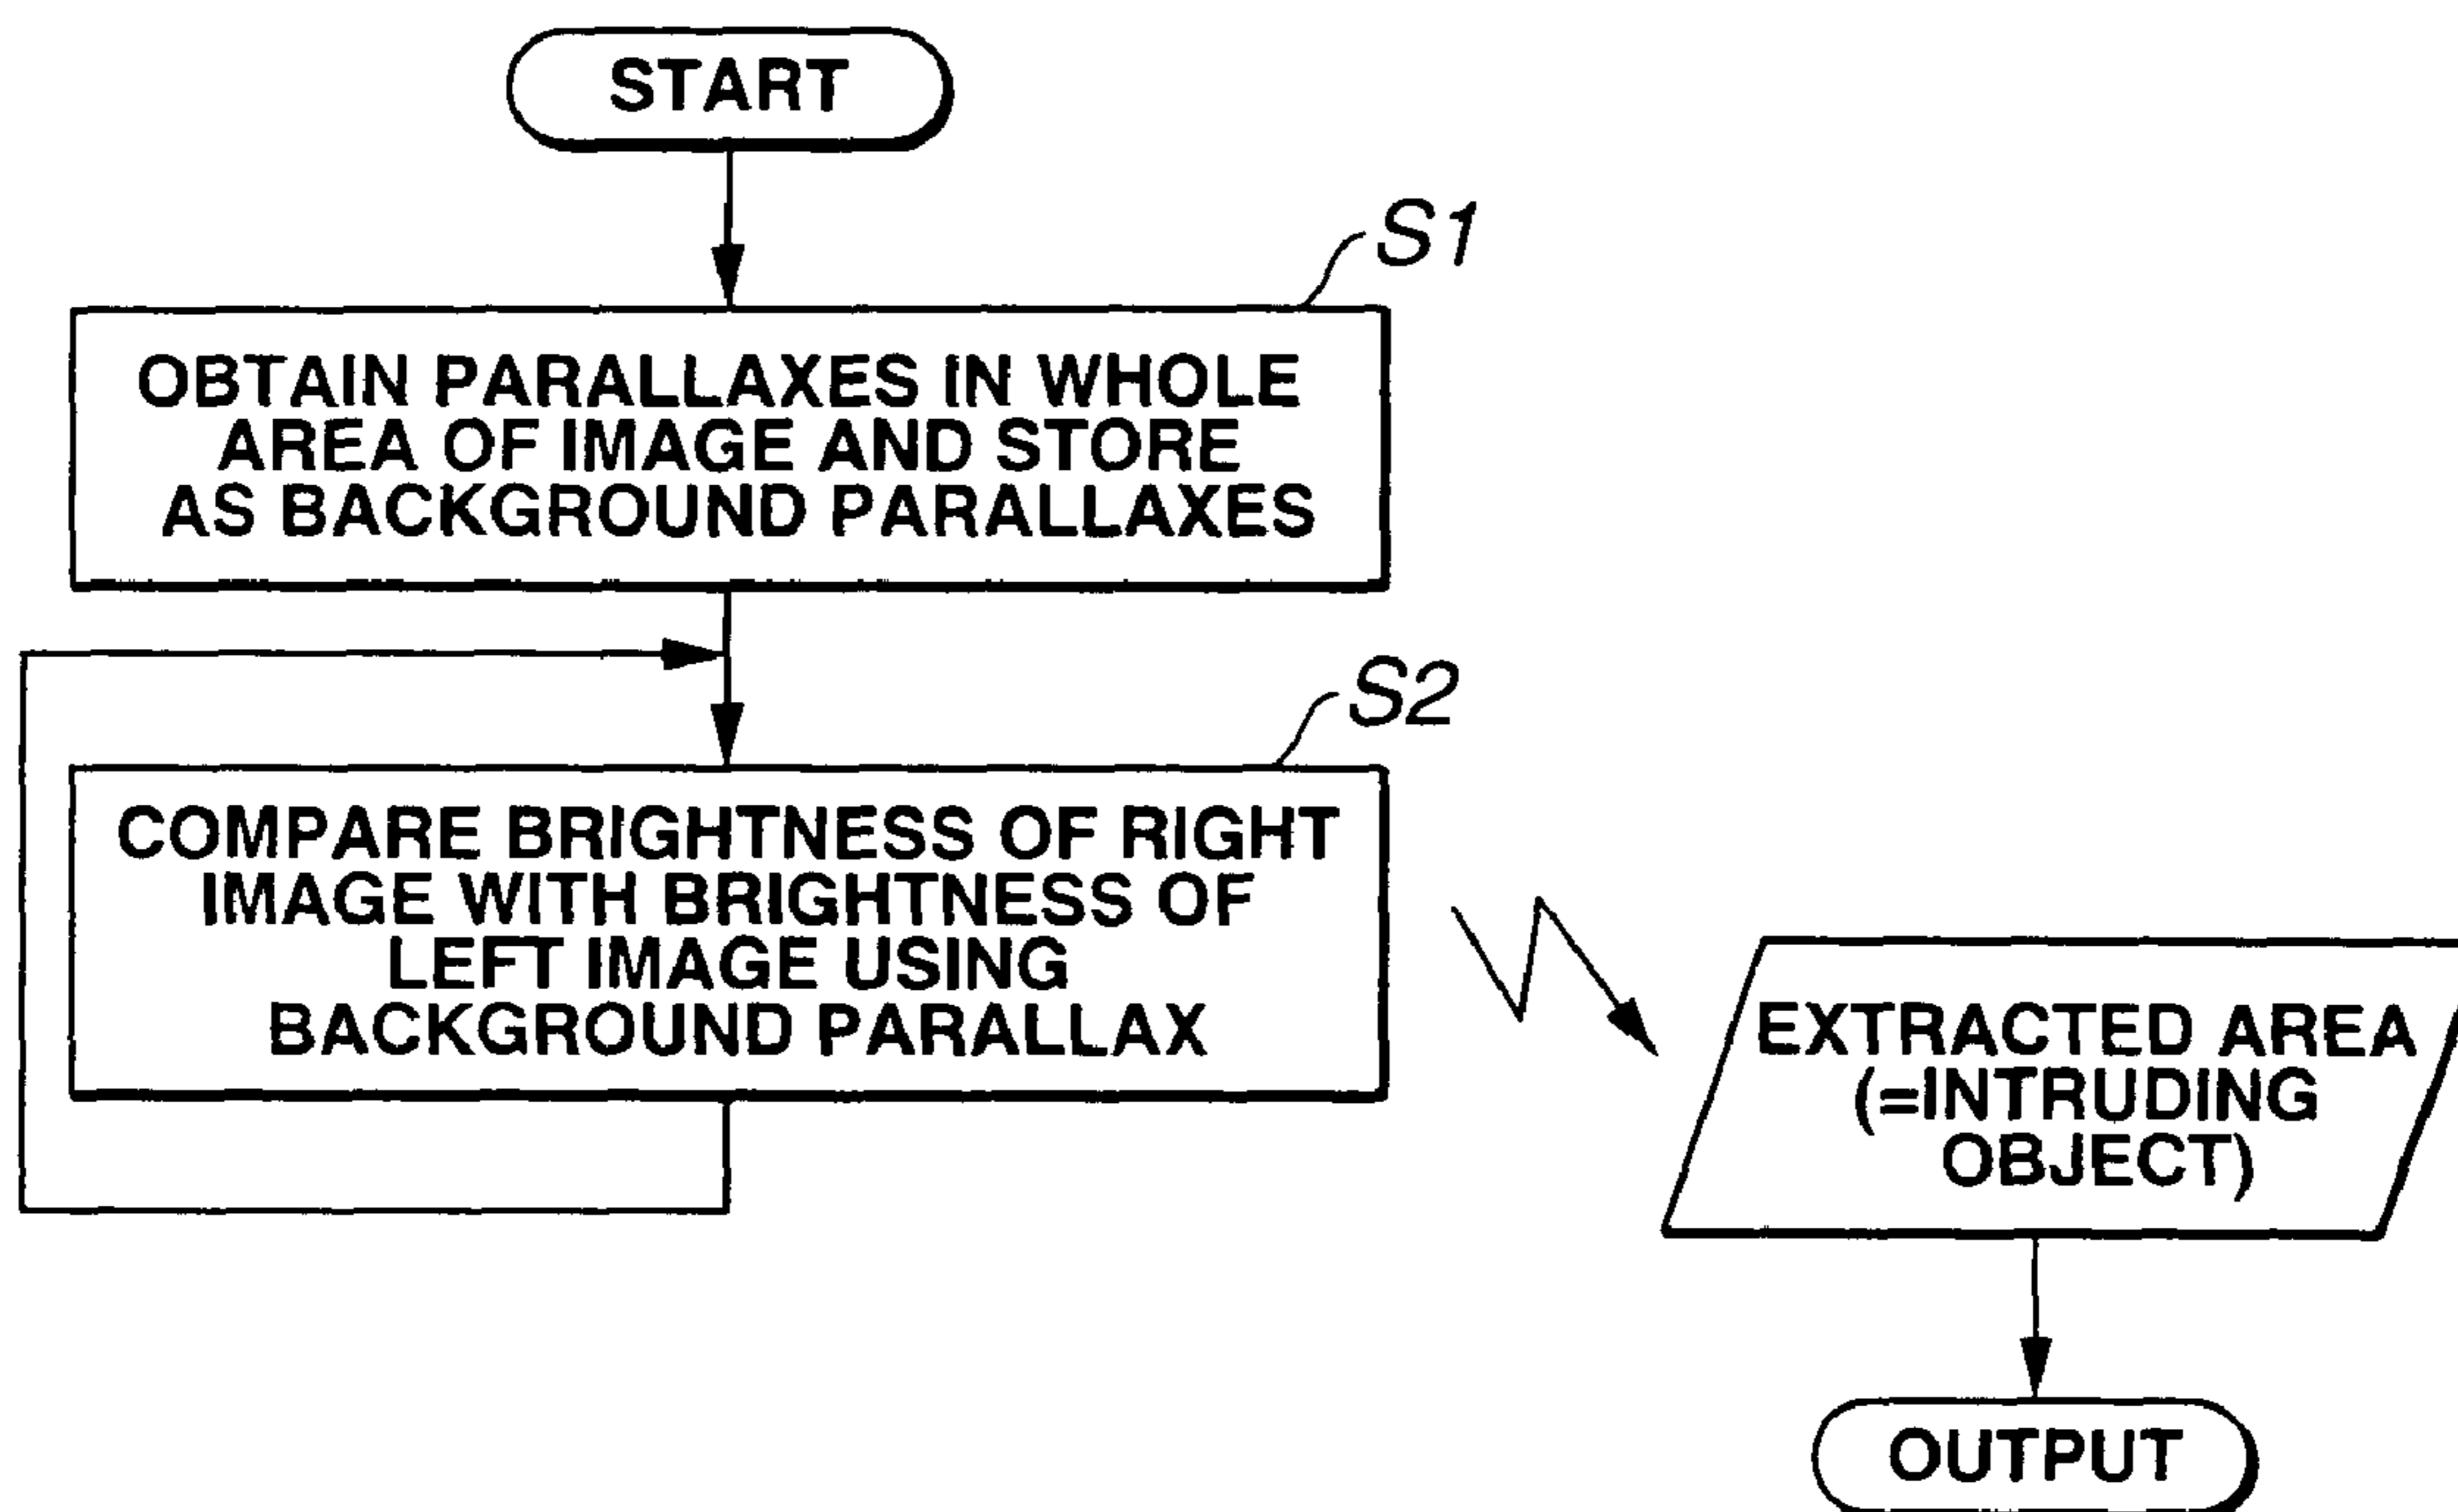 START
S1
OBTAIN PARALLAXES IN WHOLE
AREA OF IMAGE AND STORE
AS BACKGROUND PARALLAXES
S2
COMPARE BRIGHTNESS OF RIGHT
IMAGE WITH BRIGHTNESS OF
LEFT IMAGE USING
BACKGROUND PARALLAX
EXTRACTED AREA
(=INTRUDING
OBJECT)
OUTPUT